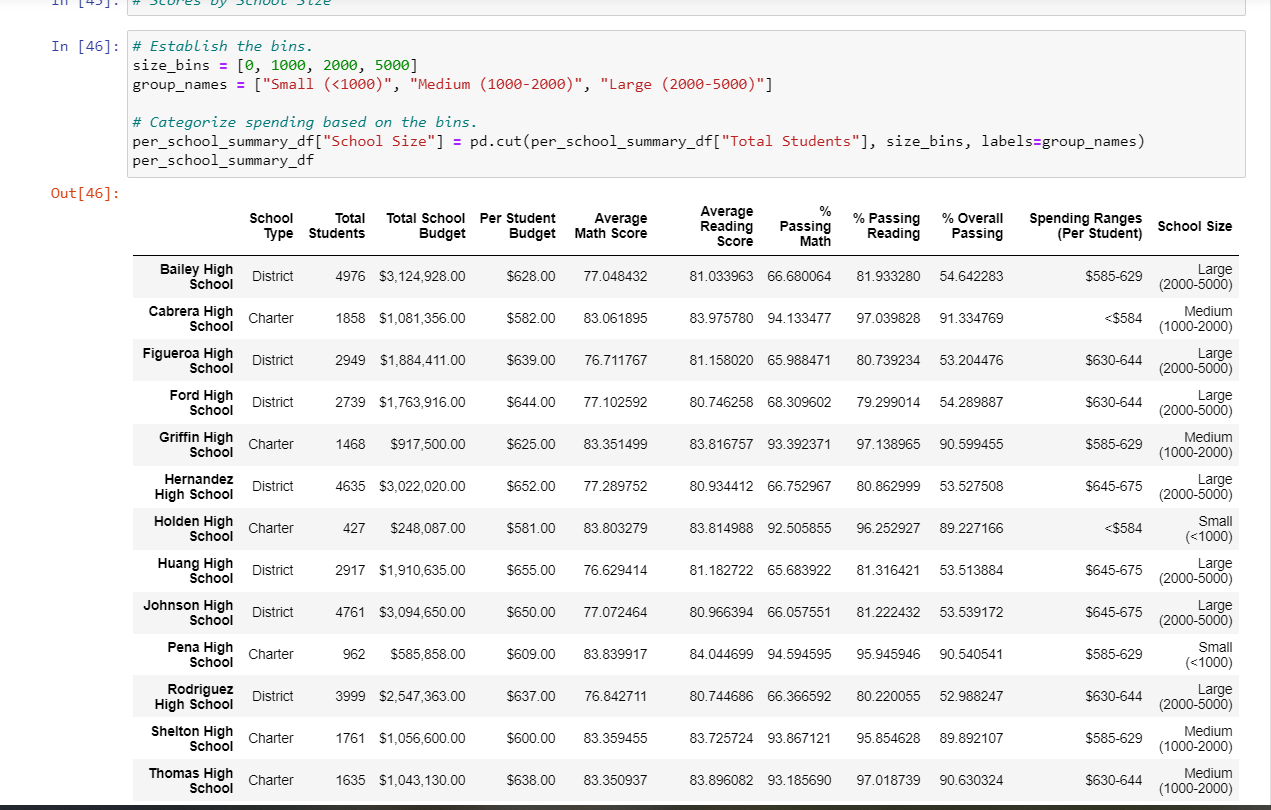 In [45]: # Scores by School Size
In [46]: # Establish the bins.
size_bins = [0, 1000, 2000, 5000]
group_names = ["Small (<1000)", "Medium (1000-2000)", "Large (2000-5000)"]
# Categorize spending based on the bins.
per_school_summary_df["School Size"] = pd.cut(per_school_summary_df["Total Students"], size_bins, labels=group_names)
per_school_summary_df
Out[46]:
School Type Total Students Total School Budget Per Student Budget Average Math Score Average Reading Score % Passing Math % Passing Reading % Overall Passing Spending Ranges (Per Student) School Size
Bailey High School District 4976 $3,124,928.00 $628.00 77.048432 81.033963 66.680064 81.933280 54.642283 $585-629 Large (2000-5000)
Cabrera High School Charter 1858 $1,081,356.00 $582.00 83.061895 83.975780 94.133477 97.039828 91.334769 <$584 Medium (1000-2000)
Figueroa High School District 2949 $1,884,411.00 $639.00 76.711767 81.158020 65.988471 80.739234 53.204476 $630-644 Large (2000-5000)
Ford High School District 2739 $1,763,916.00 $644.00 77.102592 80.746258 68.309602 79.299014 54.289887 $630-644 Large (2000-5000)
Griffin High School Charter 1468 $917,500.00 $625.00 83.351499 83.816757 93.392371 97.138965 90.599455 $585-629 Medium (1000-2000)
Hernandez High School District 4635 $3,022,020.00 $652.00 77.289752 80.934412 66.752967 80.862999 53.527508 $645-675 Large (2000-5000)
Holden High School Charter 427 $248,087.00 $581.00 83.803279 83.814988 92.505855 96.252927 89.227166 <$584 Small (<1000)
Huang High School District 2917 $1,910,635.00 $655.00 76.629414 81.182722 65.683922 81.316421 53.513884 $645-675 Large (2000-5000)
Johnson High School District 4761 $3,094,650.00 $650.00 77.072464 80.966394 66.057551 81.222432 53.539172 $645-675 Large (2000-5000)
Pena High School Charter 962 $585,858.00 $609.00 83.839917 84.044699 94.594595 95.945946 90.540541 $585-629 Small (<1000)
Rodriguez High School District 3999 $2,547,363.00 $637.00 76.842711 80.744686 66.366592 80.220055 52.988247 $630-644 Large (2000-5000)
Shelton High School Charter 1761 $1,056,600.00 $600.00 83.359455 83.725724 93.867121 95.854628 89.892107 $585-629 Medium (1000-2000)
Thomas High School Charter 1635 $1,043,130.00 $638.00 83.350937 83.896082 93.185690 97.018739 90.630324 $630-644 Medium (1000-2000)